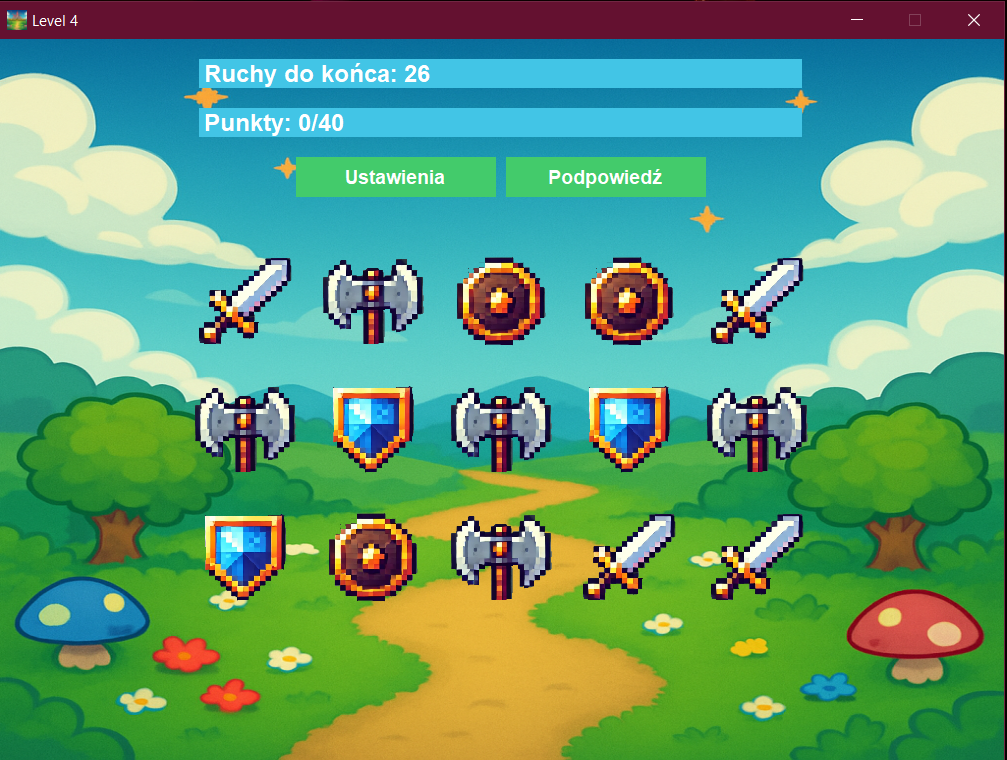 Level 4
Ruchy do końca: 26
Punkty: 0/40
Ustawienia
Podpowiedź